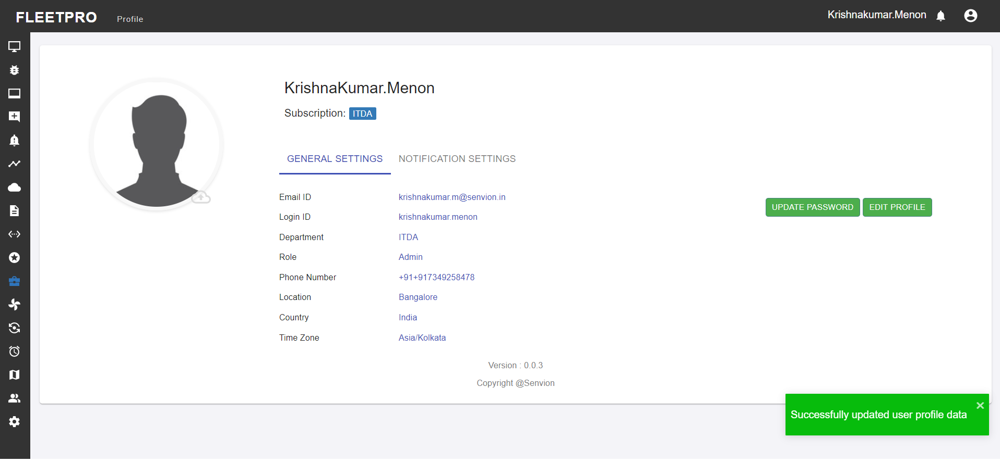 FLEETPRO
Profile
Krishnakumar.Menon
KrishnaKumar.Menon
Subscription: ITDA
GENERAL SETTINGS NOTIFICATION SETTINGS
Email ID krishnakumar.m@senvion.in
UPDATE PASSWORD EDIT PROFILE
Login ID krishnakumar.menon
Department ITDA
Role Admin
Phone Number +91+917349258478
Location Bangalore
Country India
Time Zone Asia/Kolkata
Version : 0.0.3
Copyright @Senvion
Successfully updated user profile data